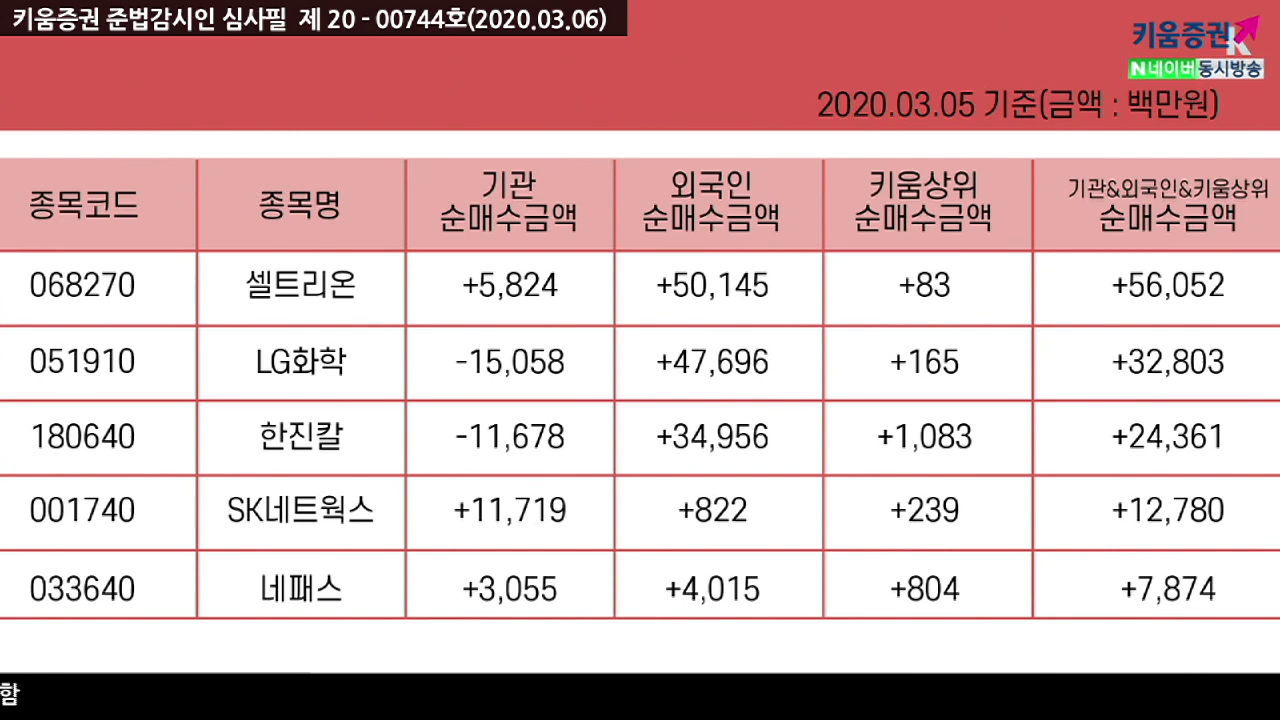 키움증권 준법감시인 심사필 제 20 - 00744호(2020.03.06)
키움증권
K
N 네이버 동시방송
2020.03.05 기준(금액 : 백만원)
종목코드 종목명 기관 순매수금액 외국인 순매수금액 키움상위 순매수금액 기관&외국인&키움상위 순매수금액
068270 셀트리온 +5,824 +50,145 +83 +56,052
051910 LG화학 -15,058 +47,696 +165 +32,803
180640 한진칼 -11,678 +34,956 +1,083 +24,361
001740 SK네트웍스 +11,719 +822 +239 +12,780
033640 네패스 +3,055 +4,015 +804 +7,874
함